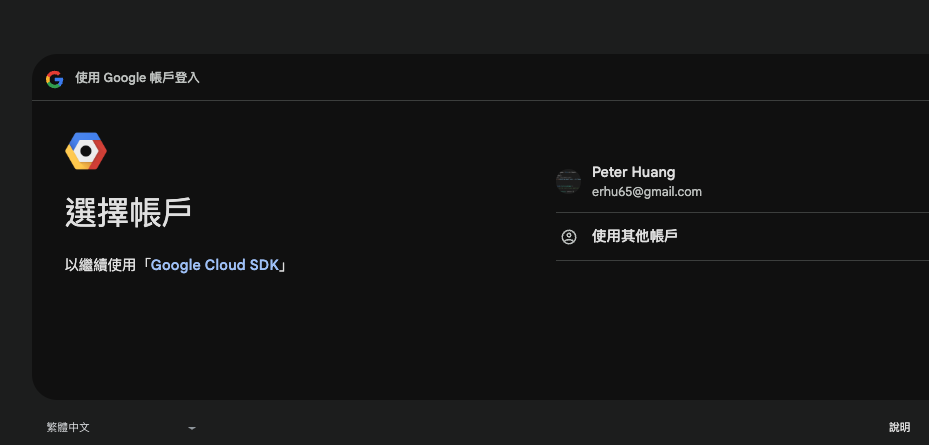 使用 Google 帳戶登入
選擇帳戶
以繼續使用「Google Cloud SDK」
Peter Huang
erhu65@gmail.com
使用其他帳戶
繁體中文
說明